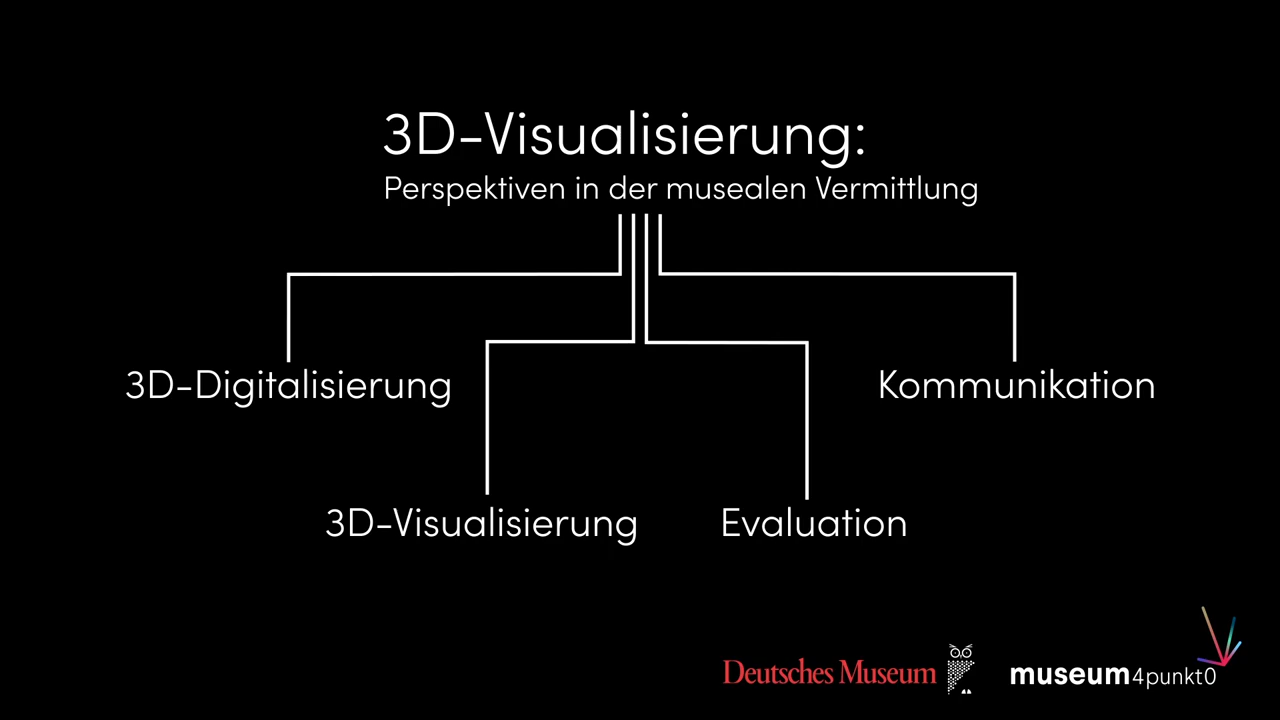 3D-Visualisierung:
Perspektiven in der musealen Vermittlung
3D-Digitalisierung
Kommunikation
3D-Visualisierung
Evaluation
Deutsches Museum
museum4punkt0